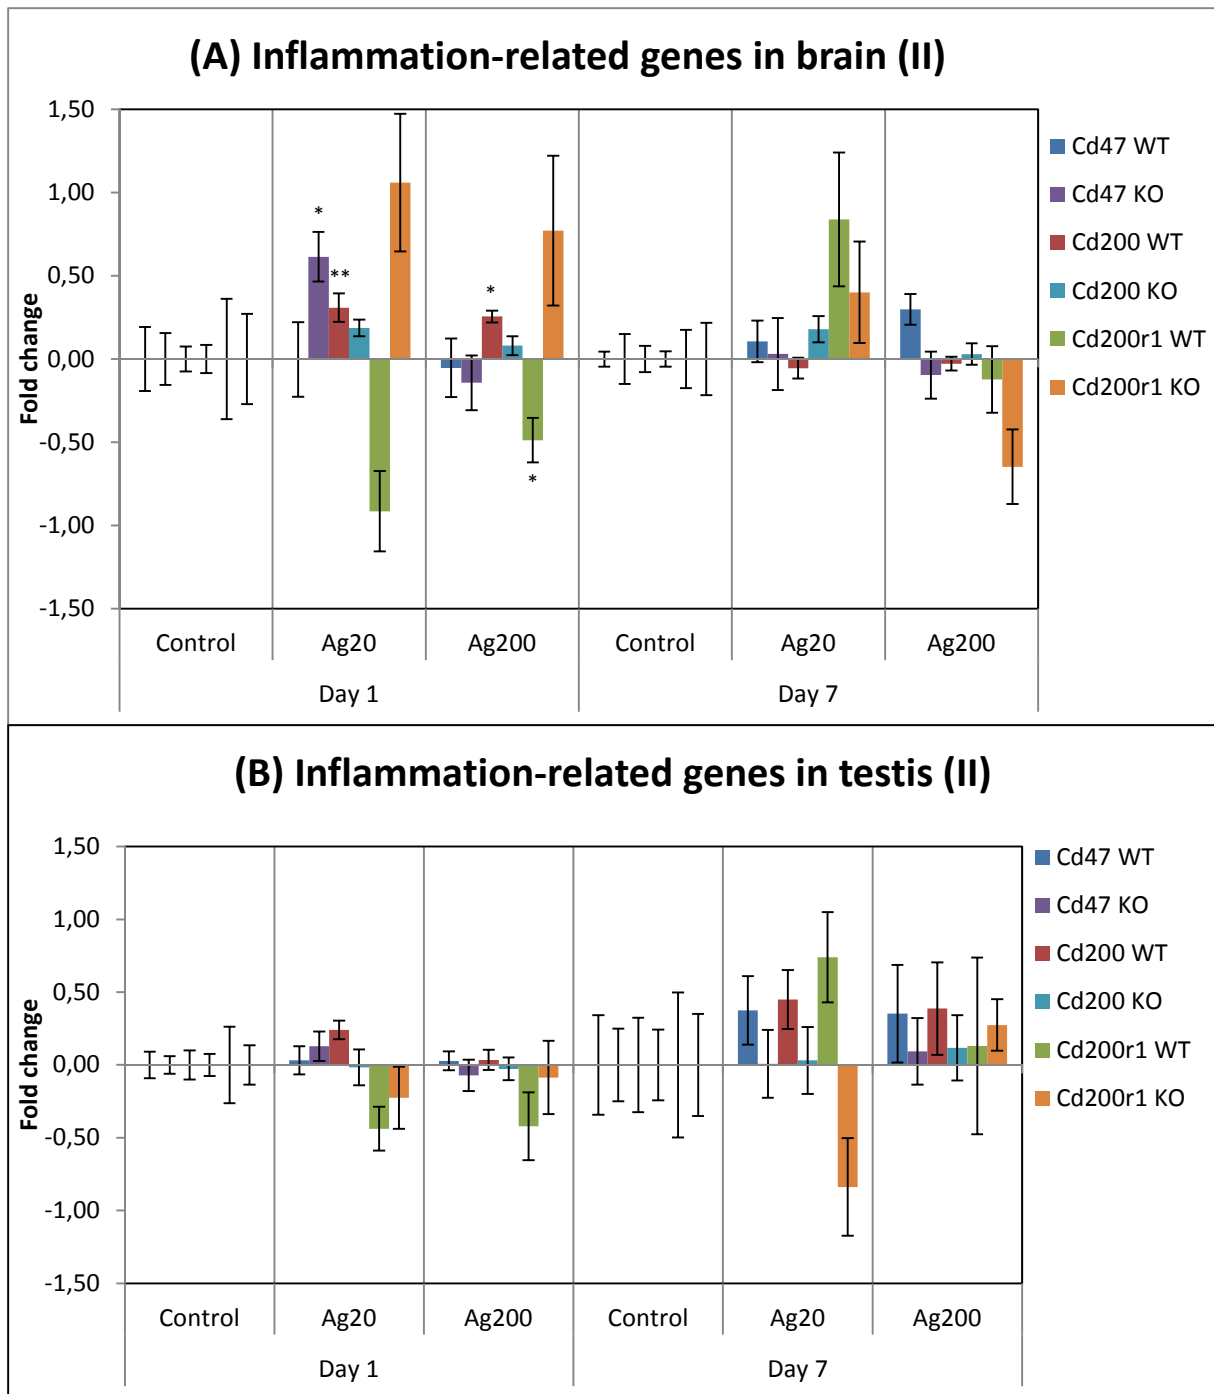 (A) Inflammation-related genes in brain (II)
Fold change
1,50
1,00
0,50
0,00
-0,50
-1,00
-1,50
*
**
*
*
Control Ag20 Ag200 Control Ag20 Ag200
Day 1 Day 7
Cd47 WT
Cd47 KO
Cd200 WT
Cd200 KO
Cd200r1 WT
Cd200r1 KO
(B) Inflammation-related genes in testis (II)
Fold change
1,50
1,00
0,50
0,00
-0,50
-1,00
-1,50
Control Ag20 Ag200 Control Ag20 Ag200
Day 1 Day 7
Cd47 WT
Cd47 KO
Cd200 WT
Cd200 KO
Cd200r1 WT
Cd200r1 KO